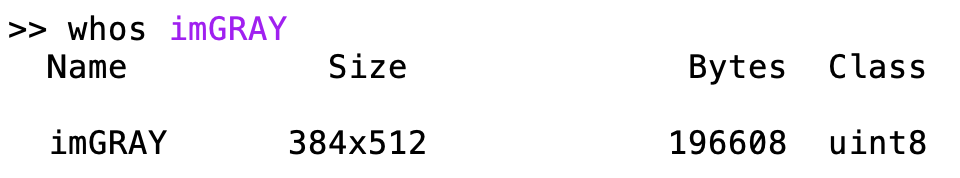 >> whos imGRAY
Name Size Bytes Class
imGRAY 384x512 196608 uint8